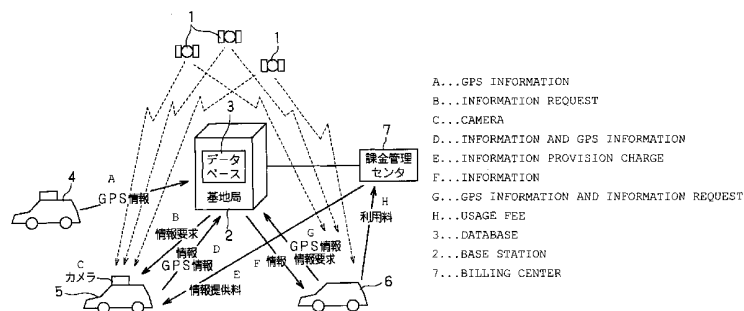 1
1
3
データ
ベース
基地局
2
7
課金管理
センタ
4
A
GPS情報
B
情報要求
情報
D
GPS情報
E
情報提供料
F 情報
G
GPS情報
情報要求
H
利用料
C
カメラ
5
6
A...GPS INFORMATION
B...INFORMATION REQUEST
C...CAMERA
D...INFORMATION AND GPS INFORMATION
E...INFORMATION PROVISION CHARGE
F...INFORMATION
G...GPS INFORMATION AND INFORMATION REQUEST
H...USAGE FEE
3...DATABASE
2...BASE STATION
7...BILLING CENTER